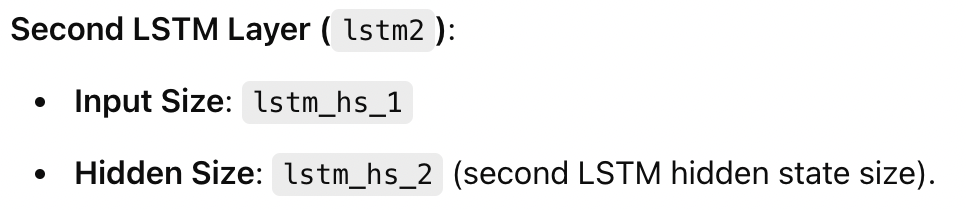 Second LSTM Layer (lstm2):
• Input Size: lstm_hs_1
• Hidden Size: lstm_hs_2 (second LSTM hidden state size).